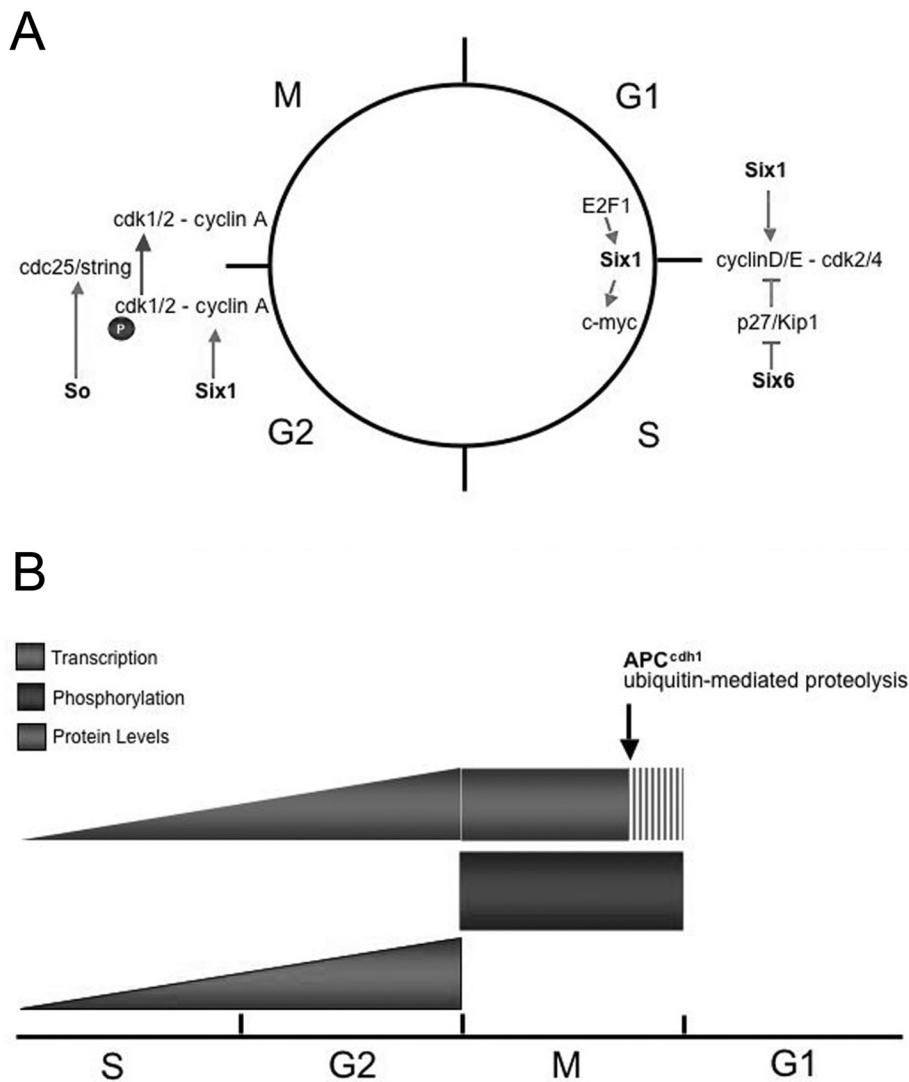 A
M
G1
Six1
cdk1/2 - cyclin A
E2F1
cdc25/string
Six1
cyclinD/E - cdk2/4
cdk1/2 - cyclin A
P
c-myc
p27/Kip1
So
Six1
Six6
G2
S
B
Transcription
Phosphorylation
Protein Levels
APCcdh1
ubiquitin-mediated proteolysis
S
G2
M
G1